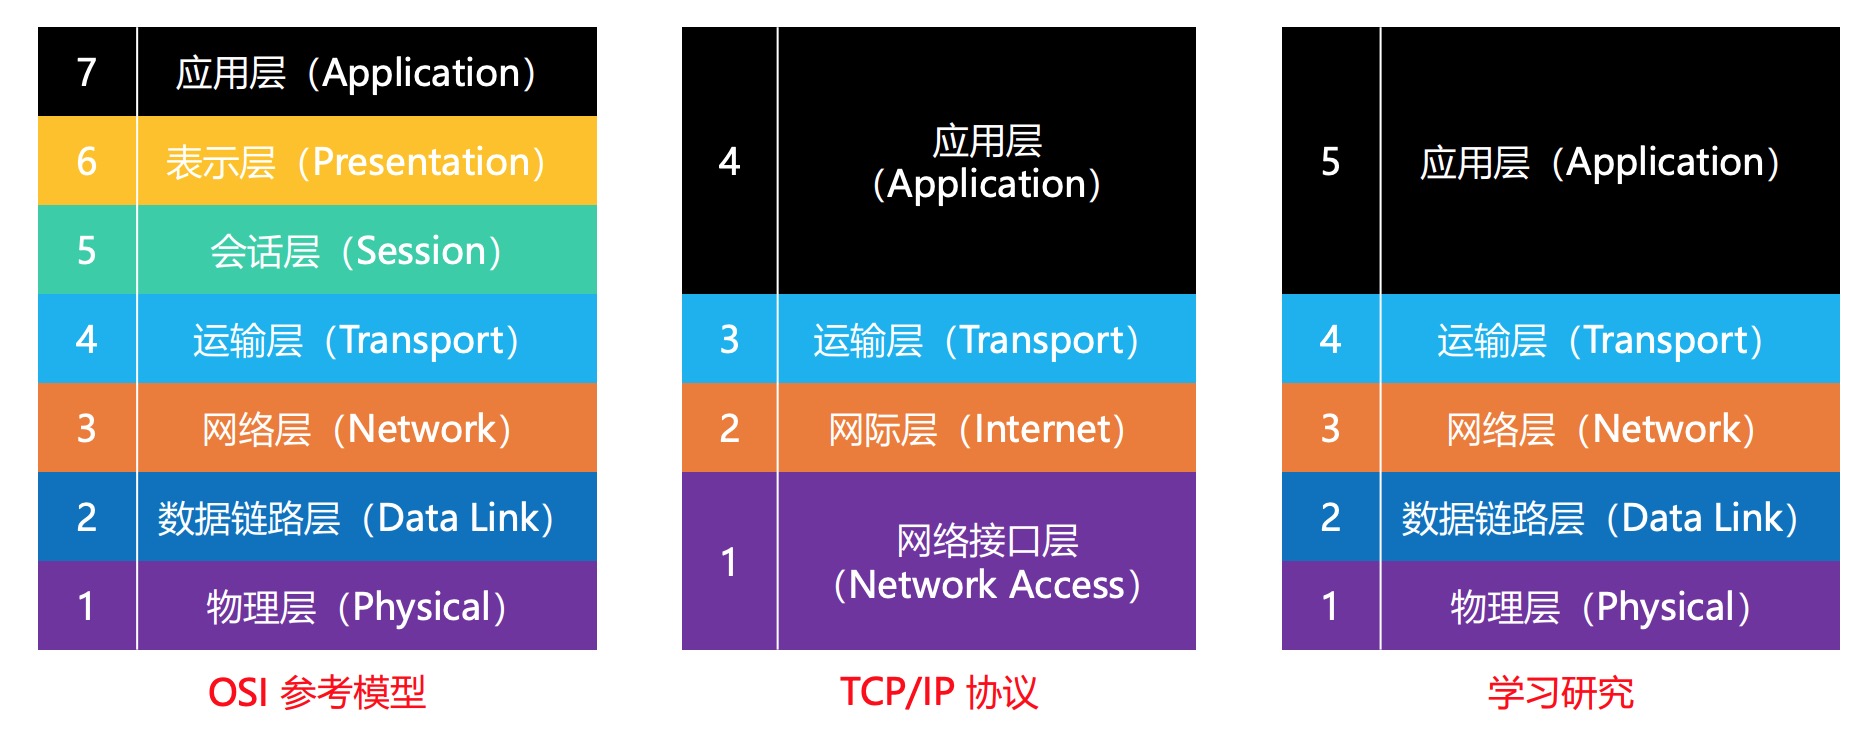 7 应用层（Application）
6 表示层（Presentation）
5 会话层（Session）
4 运输层（Transport）
3 网络层（Network）
2 数据链路层（Data Link）
1 物理层（Physical）
OSI 参考模型
4 应用层
（Application）
3 运输层（Transport）
2 网际层（Internet）
1 网络接口层
（Network Access）
TCP/IP 协议
5 应用层（Application）
4 运输层（Transport）
3 网络层（Network）
2 数据链路层（Data Link）
1 物理层（Physical）
学习研究